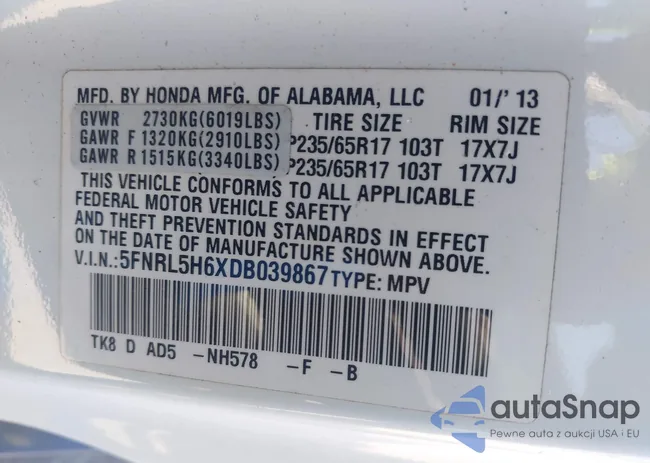 MFD. BY HONDA MFG. OF ALABAMA, LLC 01/'13
GVWR 2730KG(6019LBS) TIRE SIZE RIM SIZE
GAWR F 1320KG(2910LBS) P235/65R17 103T 17X7J
GAWR R 1515KG(3340LBS) P235/65R17 103T 17X7J
THIS VEHICLE CONFORMS TO ALL APPLICABLE
FEDERAL MOTOR VEHICLE SAFETY
AND THEFT PREVENTION STANDARDS IN EFFECT
ON THE DATE OF MANUFACTURE SHOWN ABOVE.
V.I.N.:5FNRL5H6XDB039867 TYPE: MPV
TK8 D AD5 -NH578 -F -B
autaSnap
Pewne auta z aukcji USA i EU